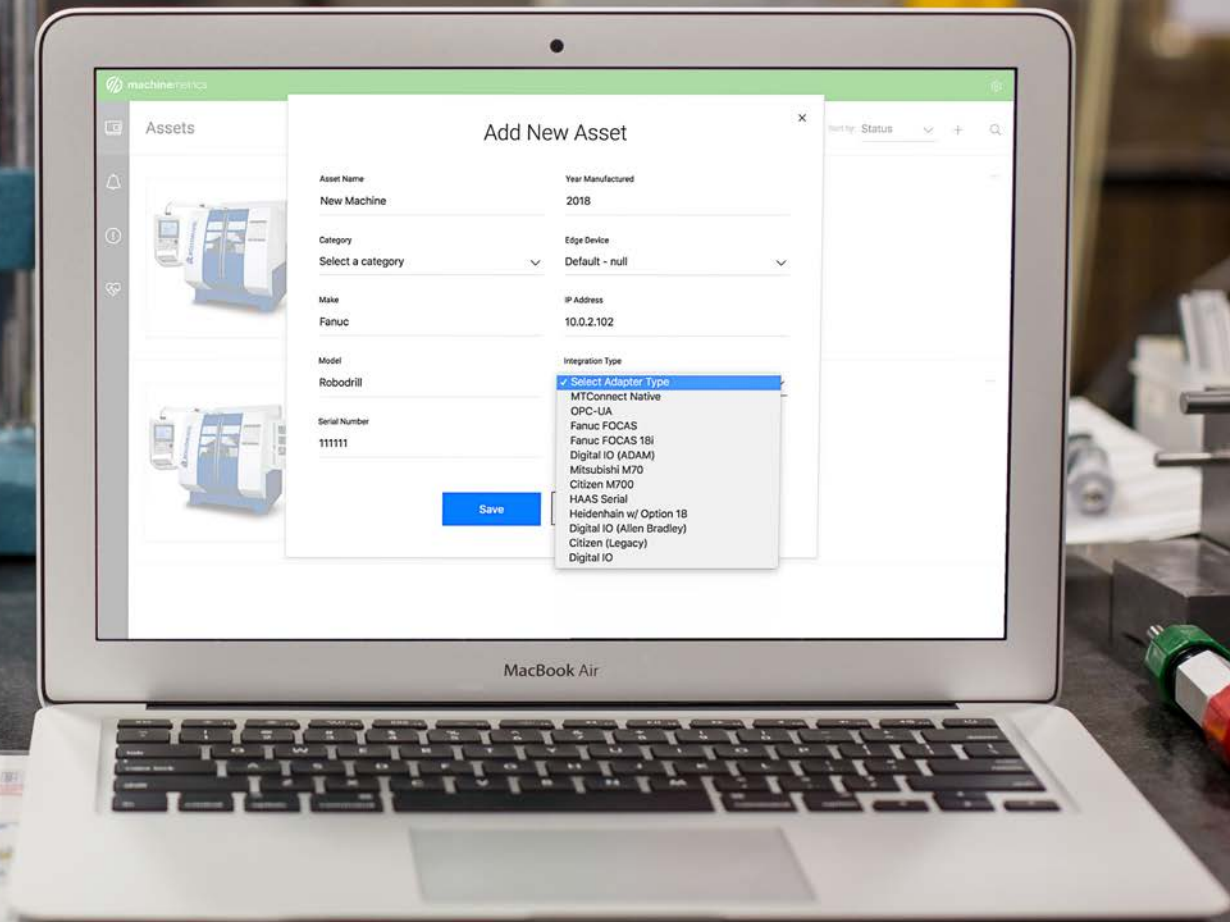 machinemetrics
Assets
Add New Asset
×
Sort by: Status
Asset Name
New Machine
Year Manufactured
2018
Category
Select a category
Edge Device
Default - null
Make
Fanuc
IP Address
10.0.2.102
Model
Robodrill
Integration Type
✓ Select Adapter Type
MTConnect Native
OPC-UA
Fanuc FOCAS
Fanuc FOCAS 18i
Digital IO (ADAM)
Mitsubishi M70
Citizen M700
HAAS Serial
Heidenhain w/ Option 18
Digital IO (Allen Bradley)
Citizen (Legacy)
Digital IO
Serial Number
111111
Save
MacBook Air